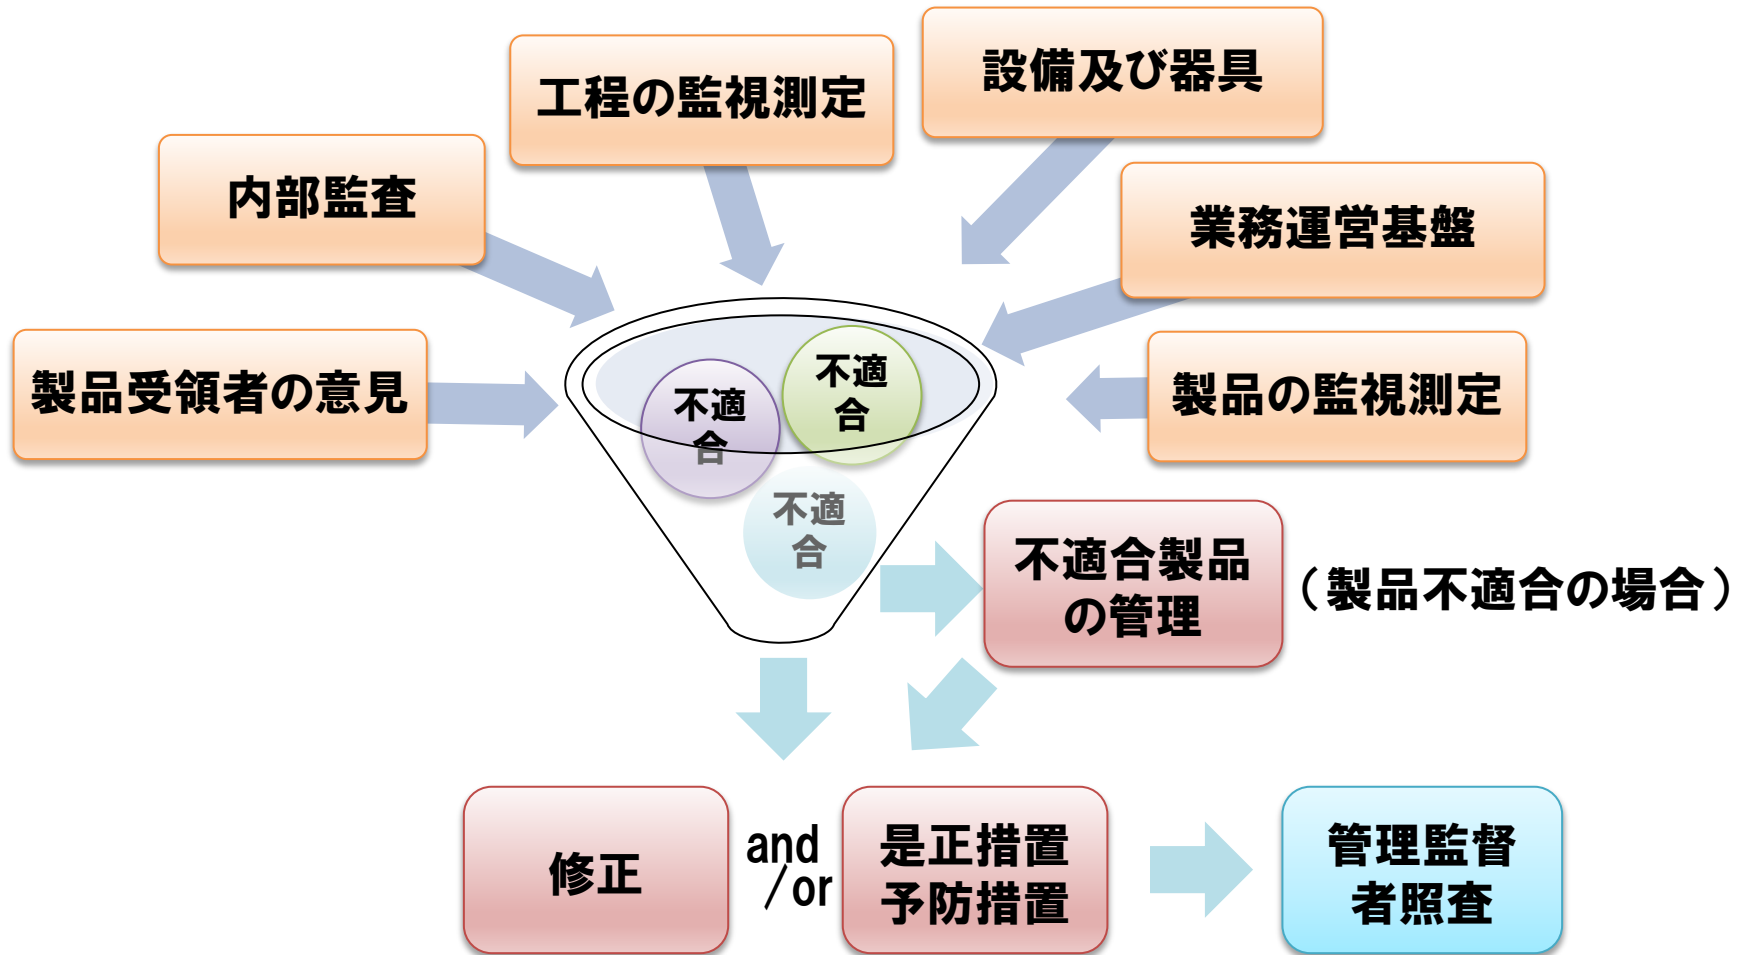 設備及び器具
工程の監視測定
内部監査
業務運営基盤
製品受領者の意見
製品の監視測定
不適
合
不適
合
不適
合
不適合製品
の管理
（製品不適合の場合）
修正
and
/or
是正措置
予防措置
管理監督
者照査